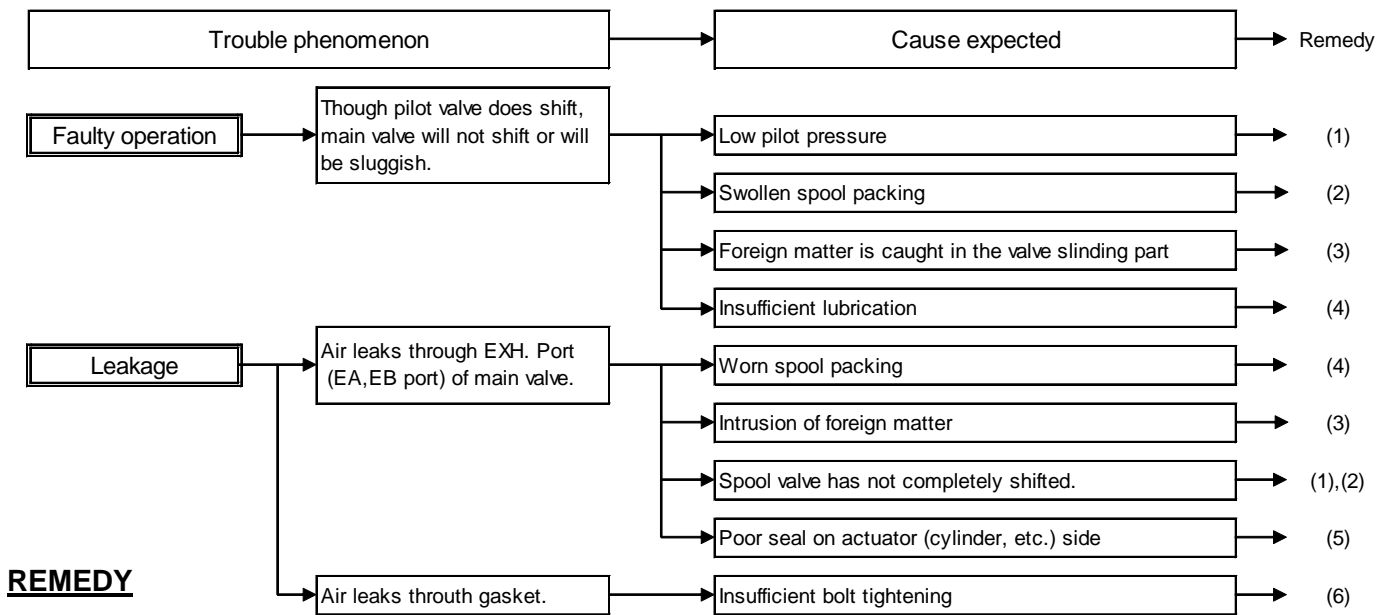 Trouble phenomenon
Cause expected
Remedy
Faulty operation
Though pilot valve does shift,
main valve will not shift or will
be sluggish.
Low pilot pressure
(1)
Swollen spool packing
(2)
Foreign matter is caught in the valve slinding part
(3)
Insufficient lubrication
(4)
Leakage
Air leaks through EXH. Port
(EA,EB port) of main valve.
Worn spool packing
(4)
Intrusion of foreign matter
(3)
Spool valve has not completely shifted.
(1),(2)
Poor seal on actuator (cylinder, etc.) side
(5)
REMEDY
Air leaks throuth gasket.
Insufficient bolt tightening
(6)